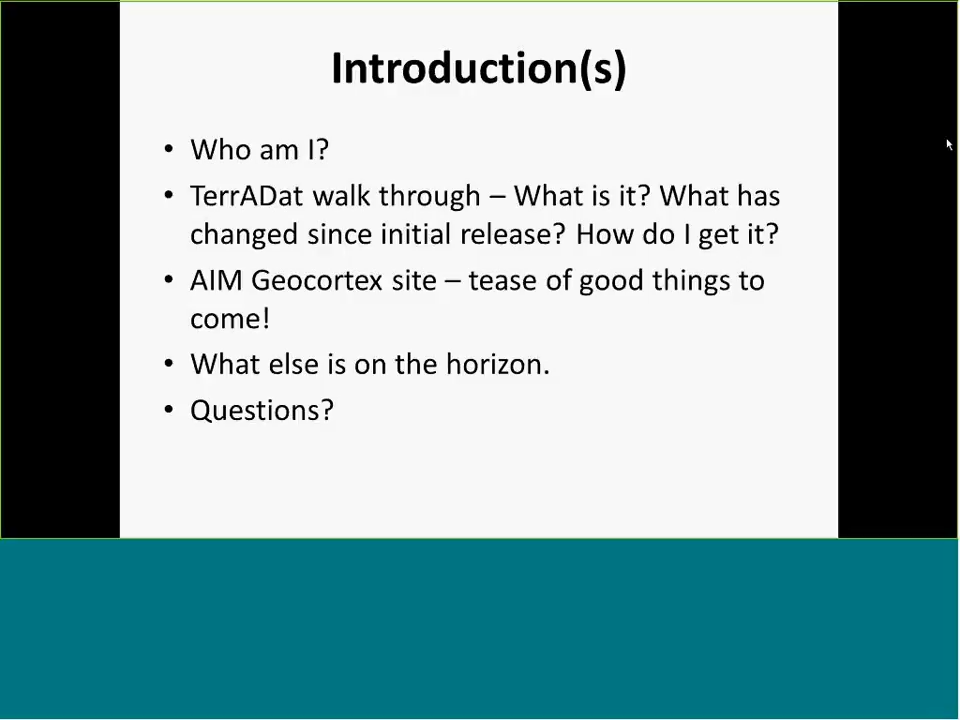 Introduction(s)
• Who am I?
• TerrADat walk through – What is it? What has
changed since initial release? How do I get it?
• AIM Geocortex site – tease of good things to
come!
• What else is on the horizon.
• Questions?